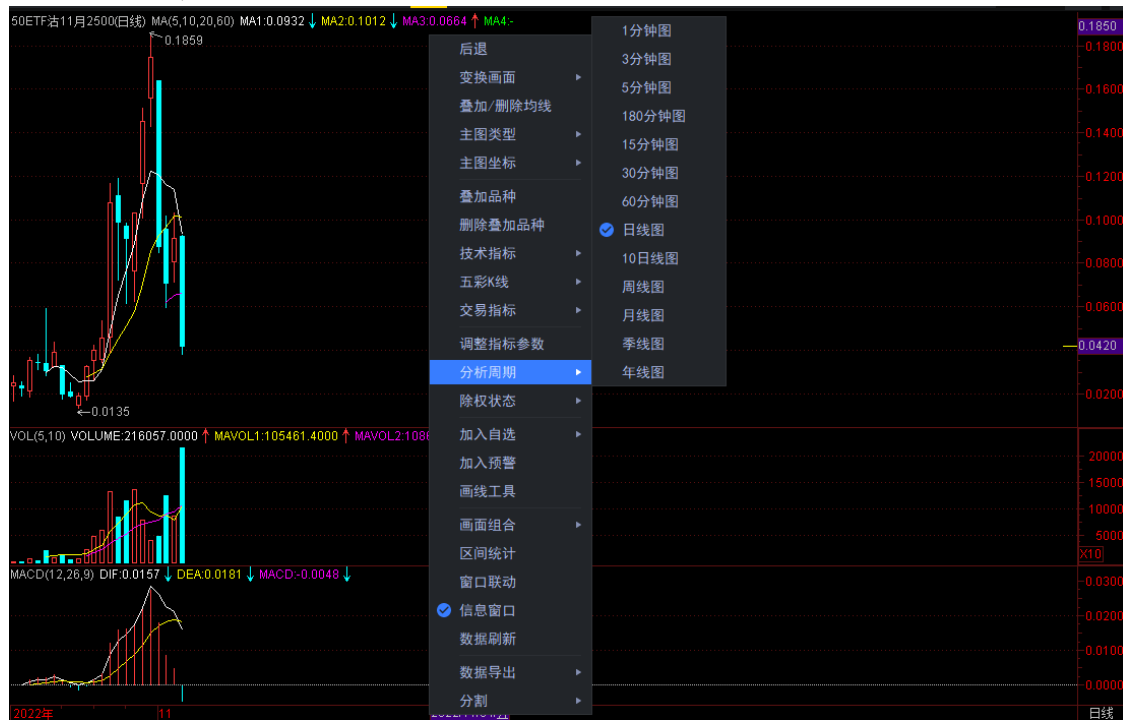 50ETF沽11月2500(日线) MA(5,10,20,60) MA1:0.0932 ↓ MA2:0.1012 ↓ MA3:0.0664 ↑ MA4:-
0.1859
0.0135
0.1850
0.1800
0.1600
0.1400
0.1200
0.1000
0.0800
0.0600
0.0420
0.0200
后退
变换画面
叠加/删除均线
主图类型
主图坐标
叠加品种
删除叠加品种
技术指标
五彩K线
交易指标
调整指标参数
分析周期
除权状态
加入自选
加入预警
画线工具
画面组合
区间统计
窗口联动
信息窗口
数据刷新
数据导出
分割
1分钟图
3分钟图
5分钟图
180分钟图
15分钟图
30分钟图
60分钟图
日线图
10日线图
周线图
月线图
季线图
年线图
VOL(5,10) VOLUME:216057.0000 ↑ MAVOL1:105461.4000 ↑ MAVOL2:108
20000
15000
10000
5000
X10
MACD(12,26,9) DIF:0.0157 ↓ DEA:0.0181 ↓ MACD:-0.0048 ↓
0.0300
0.0200
0.0100
0.0000
2022年
11
日线